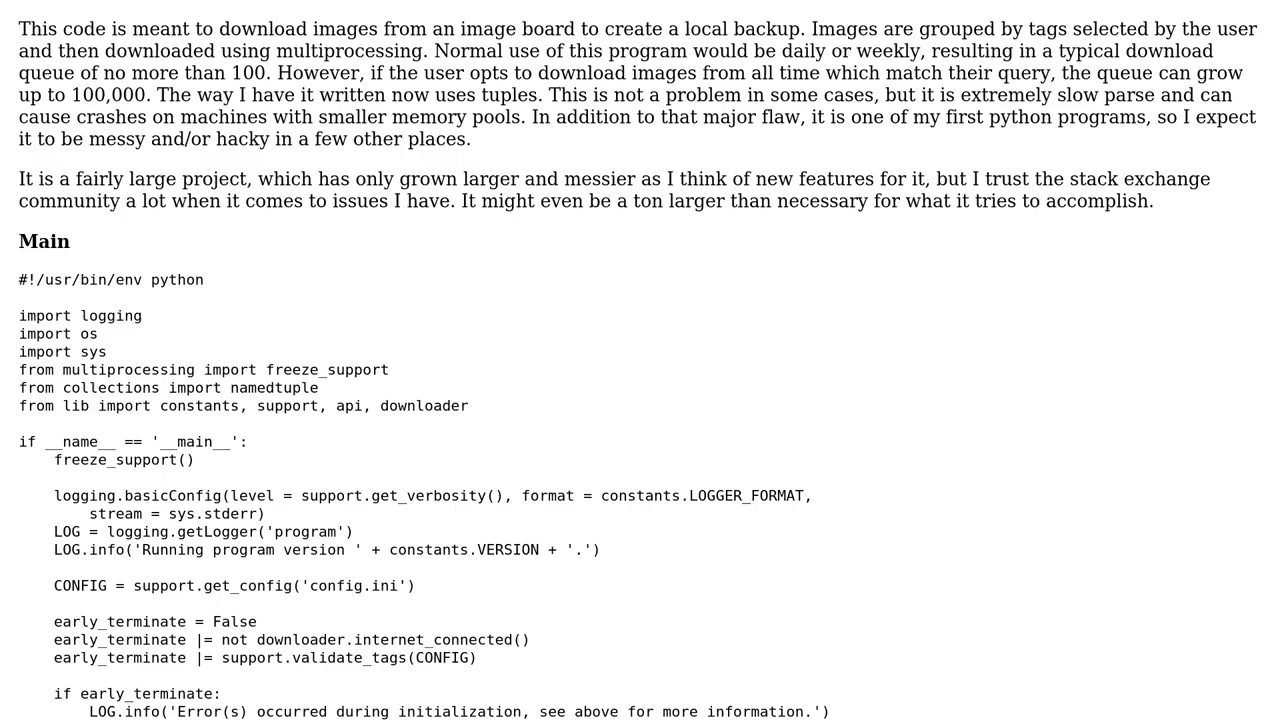 This code is meant to download images from an image board to create a local backup. Images are grouped by tags selected by the user
and then downloaded using multiprocessing. Normal use of this program would be daily or weekly, resulting in a typical download
queue of no more than 100. However, if the user opts to download images from all time which match their query, the queue can grow
up to 100,000. The way I have it written now uses tuples. This is not a problem in some cases, but it is extremely slow parse and can
cause crashes on machines with smaller memory pools. In addition to that major flaw, it is one of my first python programs, so I expect
it to be messy and/or hacky in a few other places.
It is a fairly large project, which has only grown larger and messier as I think of new features for it, but I trust the stack exchange
community a lot when it comes to issues I have. It might even be a ton larger than necessary for what it tries to accomplish.
Main
#!/usr/bin/env python
import logging
import os
import sys
from multiprocessing import freeze_support
from collections import namedtuple
from lib import constants, support, api, downloader
if __name__ == '__main__':
    freeze_support()
    logging.basicConfig(level = support.get_verbosity(), format = constants.LOGGER_FORMAT,
        stream = sys.stderr)
    LOG = logging.getLogger('program')
    LOG.info('Running program version ' + constants.VERSION + '.')
    CONFIG = support.get_config('config.ini')
    early_terminate = False
    early_terminate |= not downloader.internet_connected()
    early_terminate |= support.validate_tags(CONFIG)
    if early_terminate:
        LOG.info('Error(s) occurred during initialization, see above for more information.')